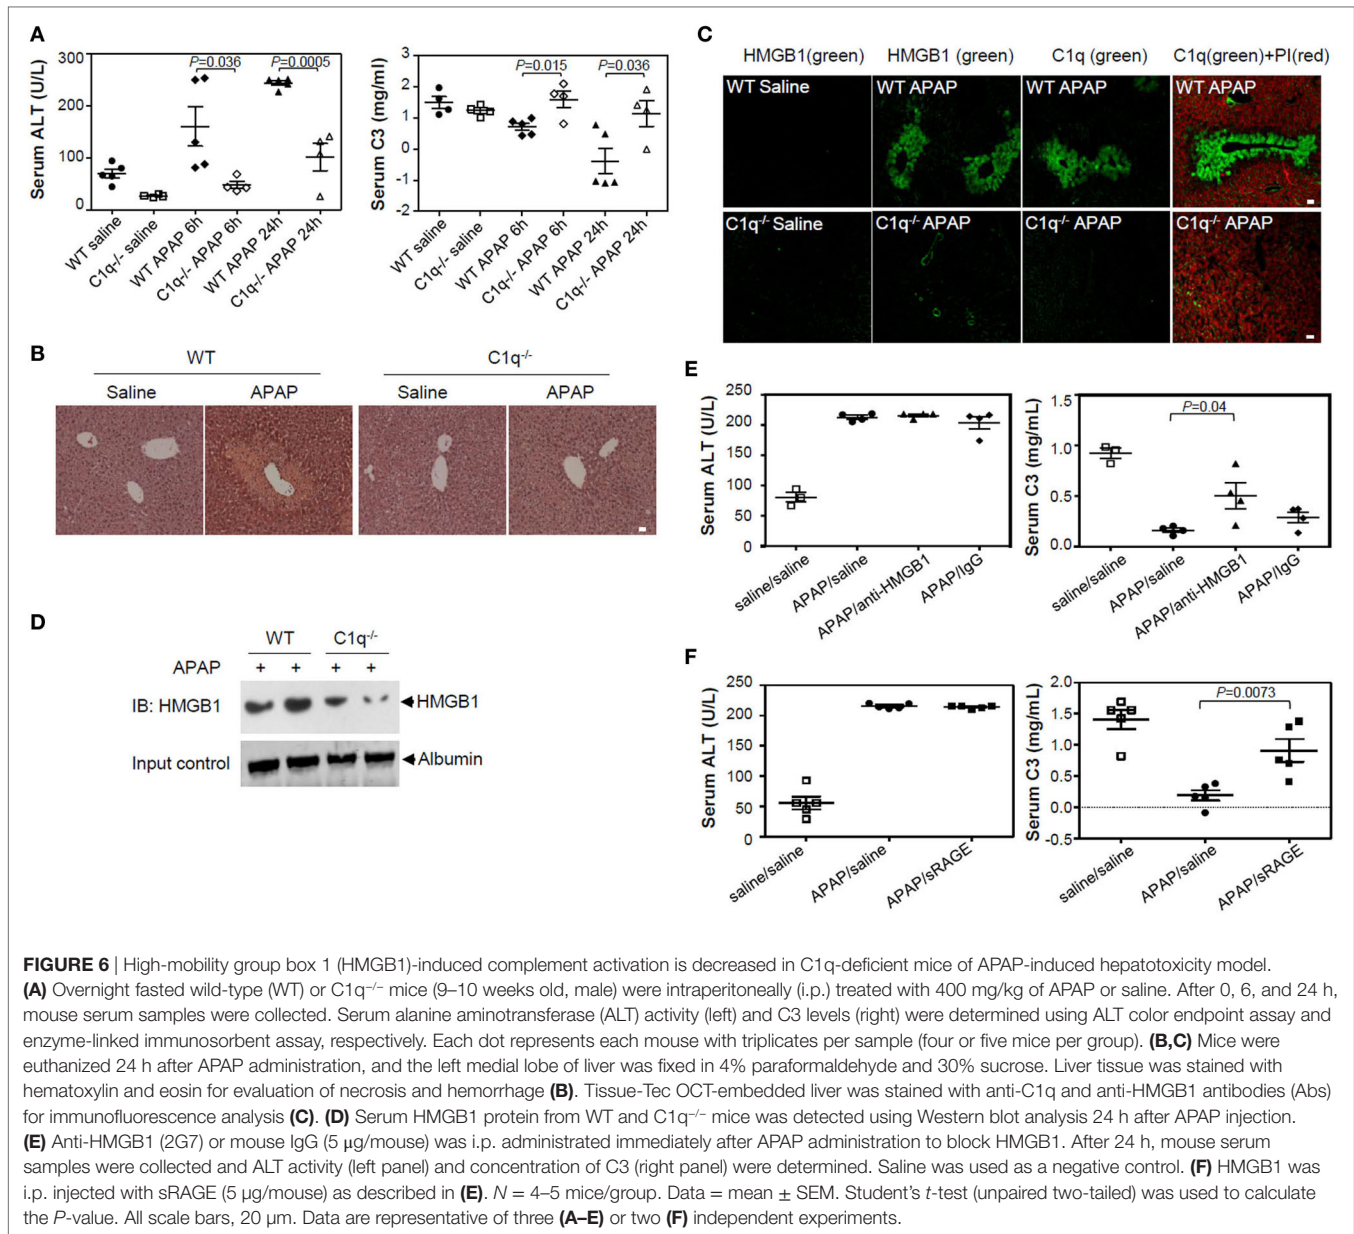 A
Serum ALT (U/L)
300
200
100
0
P=0.036
P=0.0005
WT saline
C1q-/- saline
WT APAP 6h
C1q-/- APAP 6h
WT APAP 24h
C1q-/- APAP 24h
Serum C3 (mg/ml)
3
2
1
0
-1
-2
P=0.015
P=0.036
WT saline
C1q-/- saline
WT APAP 6h
C1q-/- APAP 6h
WT APAP 24h
C1q-/- APAP 24h
B
WT
C1q-/-
Saline
APAP
Saline
APAP
C
HMGB1(green)
HMGB1 (green)
C1q (green)
C1q(green)+PI(red)
WT Saline
WT APAP
WT APAP
WT APAP
C1q-/- Saline
C1q-/- APAP
C1q-/- APAP
C1q-/- APAP
D
WT
C1q-/-
APAP
+ + + +
IB: HMGB1
HMGB1
Input control
Albumin
E
Serum ALT (U/L)
250
200
150
100
50
0
saline/saline
APAP/saline
APAP/anti-HMGB1
APAP/IgG
Serum C3 (mg/mL)
1.5
1.0
0.5
0.0
P=0.04
saline/saline
APAP/saline
APAP/anti-HMGB1
APAP/IgG
F
Serum ALT (U/L)
250
200
150
100
50
0
saline/saline
APAP/saline
APAP/sRAGE
Serum C3 (mg/mL)
2.0
1.5
1.0
0.5
0.0
-0.5
P=0.0073
saline/saline
APAP/saline
APAP/sRAGE
FIGURE 6 | High-mobility group box 1 (HMGB1)-induced complement activation is decreased in C1q-deficient mice of APAP-induced hepatotoxicity model.
(A) Overnight fasted wild-type (WT) or C1q−/− mice (9–10 weeks old, male) were intraperitoneally (i.p.) treated with 400 mg/kg of APAP or saline. After 0, 6, and 24 h,
mouse serum samples were collected. Serum alanine aminotransferase (ALT) activity (left) and C3 levels (right) were determined using ALT color endpoint assay and
enzyme-linked immunosorbent assay, respectively. Each dot represents each mouse with triplicates per sample (four or five mice per group). (B,C) Mice were
euthanized 24 h after APAP administration, and the left medial lobe of liver was fixed in 4% paraformaldehyde and 30% sucrose. Liver tissue was stained with
hematoxylin and eosin for evaluation of necrosis and hemorrhage (B). Tissue-Tec OCT-embedded liver was stained with anti-C1q and anti-HMGB1 antibodies (Abs)
for immunofluorescence analysis (C). (D) Serum HMGB1 protein from WT and C1q−/− mice was detected using Western blot analysis 24 h after APAP injection.
(E) Anti-HMGB1 (2G7) or mouse IgG (5 μg/mouse) was i.p. administrated immediately after APAP administration to block HMGB1. After 24 h, mouse serum
samples were collected and ALT activity (left panel) and concentration of C3 (right panel) were determined. Saline was used as a negative control. (F) HMGB1 was
i.p. injected with sRAGE (5 μg/mouse) as described in (E). N = 4–5 mice/group. Data = mean ± SEM. Student's t-test (unpaired two-tailed) was used to calculate
the P-value. All scale bars, 20 μm. Data are representative of three (A–E) or two (F) independent experiments.